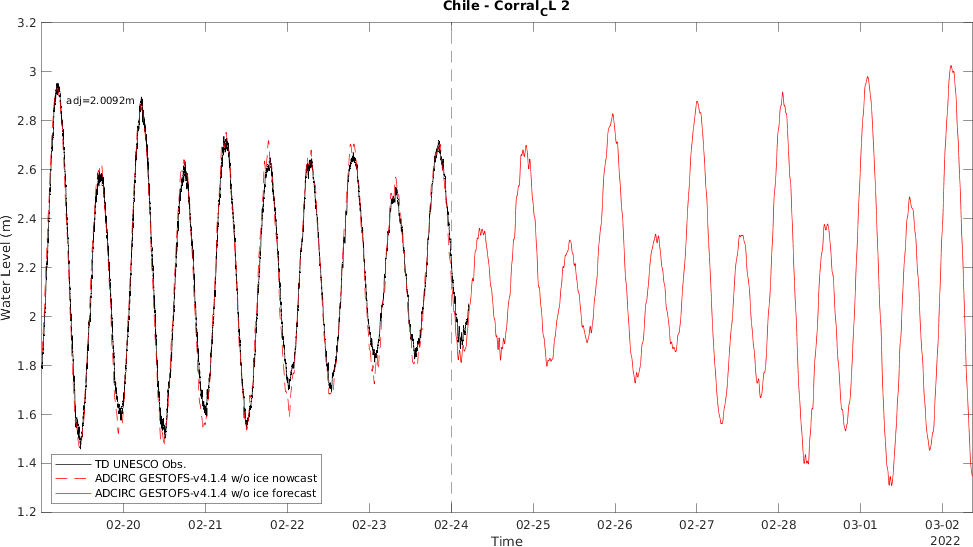 Chile - Corral_CL 2
3.2
3
2.8
2.6
2.4
2.2
2
1.8
1.6
1.4
1.2
Water Level (m)
adj=2.0092m
TD UNESCO Obs.
ADCIRC GESTOFS-v4.1.4 w/o ice nowcast
ADCIRC GESTOFS-v4.1.4 w/o ice forecast
02-20 02-21 02-22 02-23 02-24 02-25 02-26 02-27 02-28 03-01 03-02
2022
Time